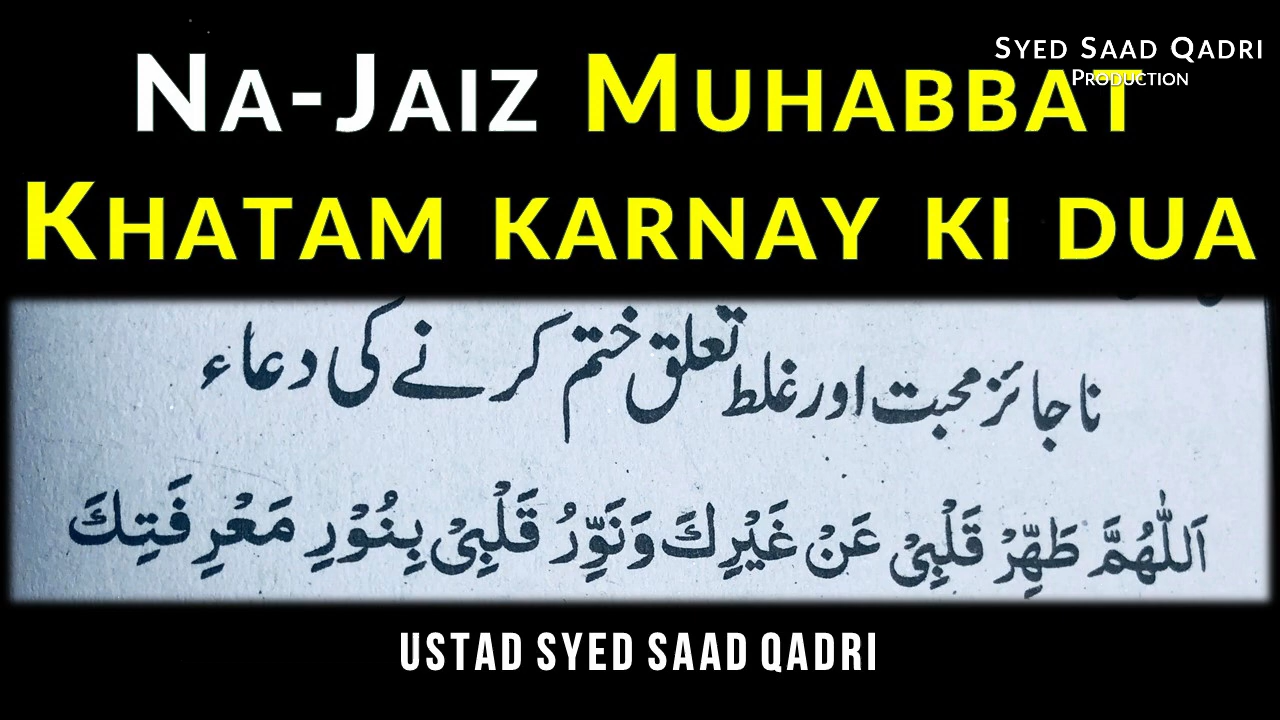 SYED SAAD QADRI
PRODUCTION
NA-JAIZ MUHABBAT
KHATAM KARNAY KI DUA
ناجائز محبت اور غلط تعلق ختم کرنے کی دعاء
اَللّٰهُمَّ طَهِّرْ قَلْبِیْ عَنْ غَیْرِكَ وَنَوِّرُ قَلْبِیْ بِنُوْرِ مَعْرِفَتِكَ
USTAD SYED SAAD QADRI